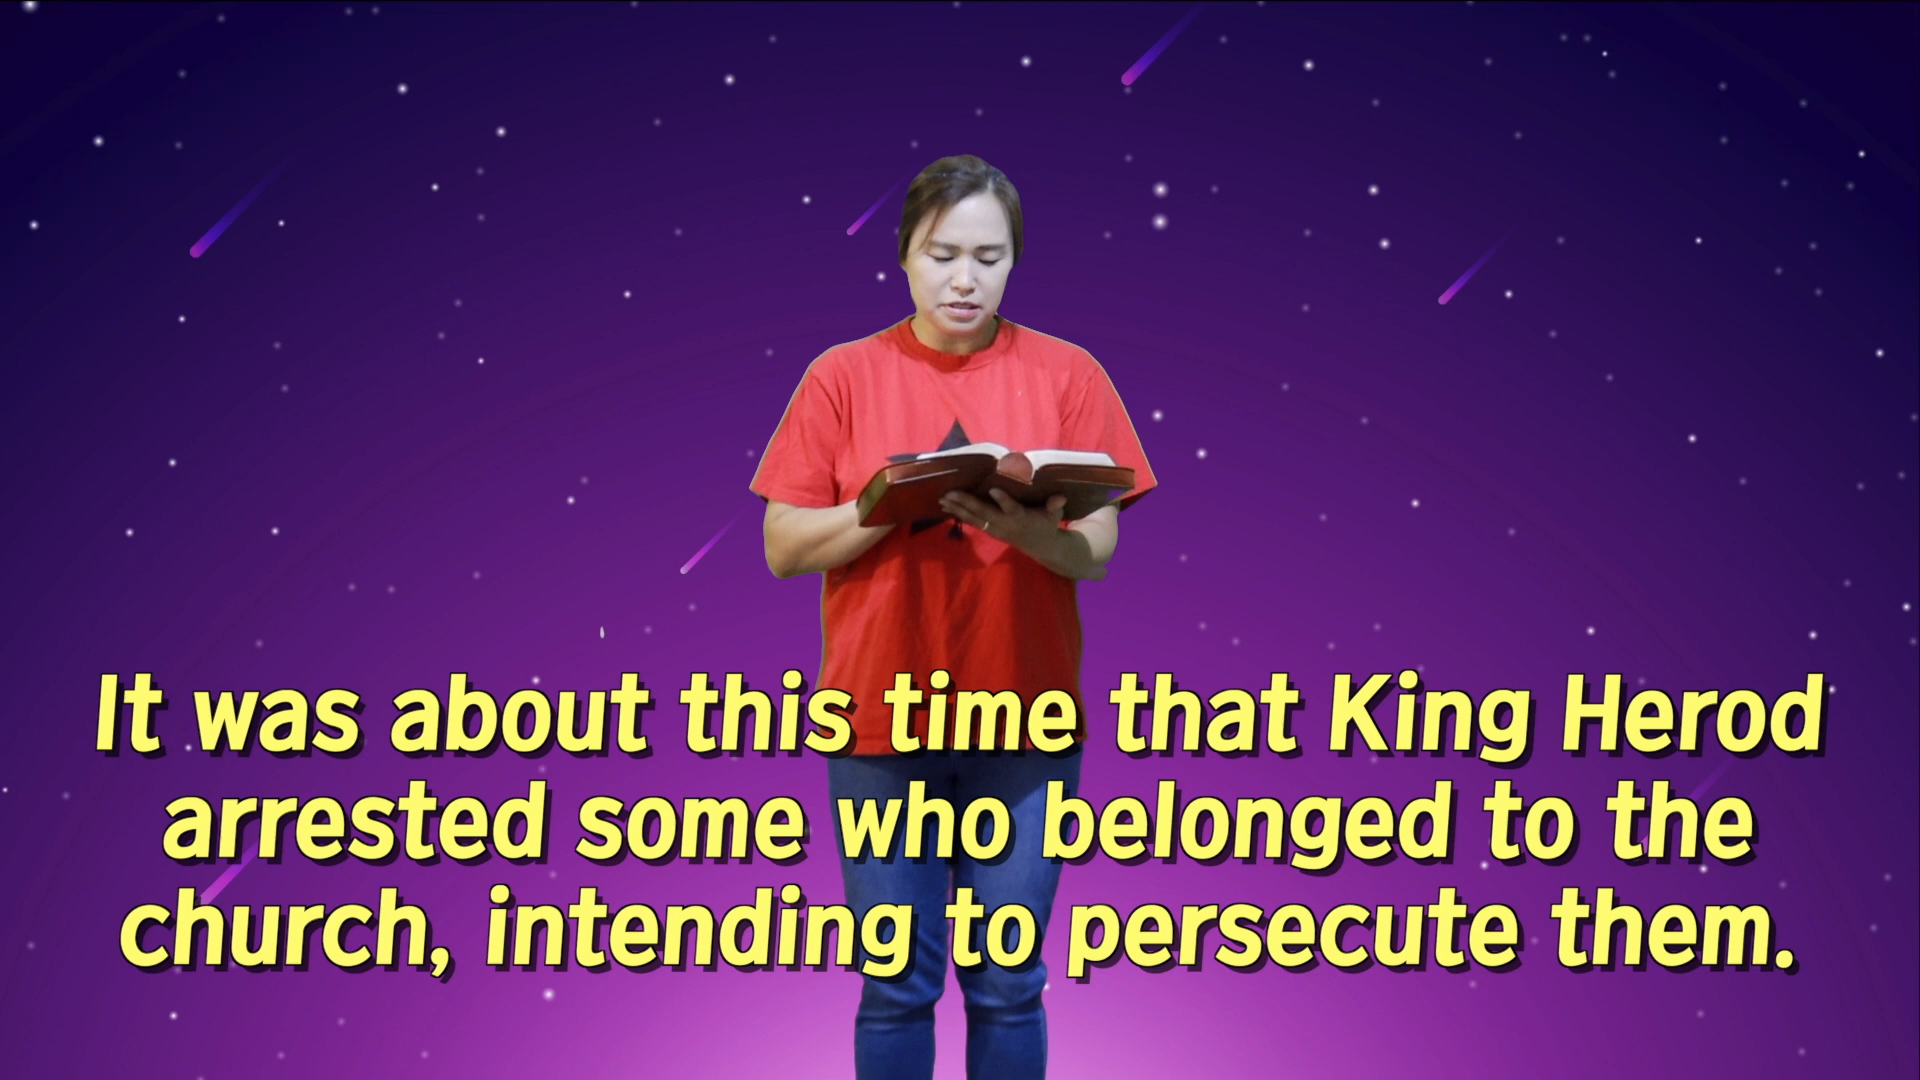 It was about this time that King Herod
arrested some who belonged to the
church, intending to persecute them.